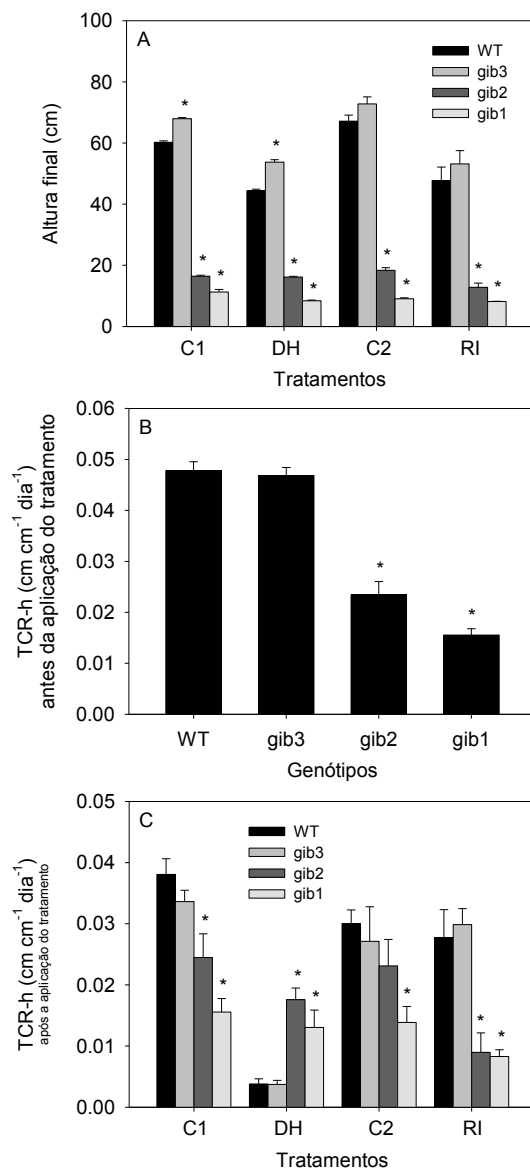 A
WT
gib3
gib2
gib1
100
80
60
40
20
0
Altura final (cm)
*
*
*
*
*
*
*
*
*
*
C1 DH C2 RI
Tratamentos
B
0.06
0.05
0.04
0.03
0.02
0.01
0.00
TCR-h (cm cm⁻¹ dia⁻¹)
antes da aplicação do tratamento
*
*
WT gib3 gib2 gib1
Genótipos
C
WT
gib3
gib2
gib1
0.05
0.04
0.03
0.02
0.01
0.00
TCR-h (cm cm⁻¹ dia⁻¹)
após a aplicação do tratamento
*
*
*
*
*
*
*
C1 DH C2 RI
Tratamentos